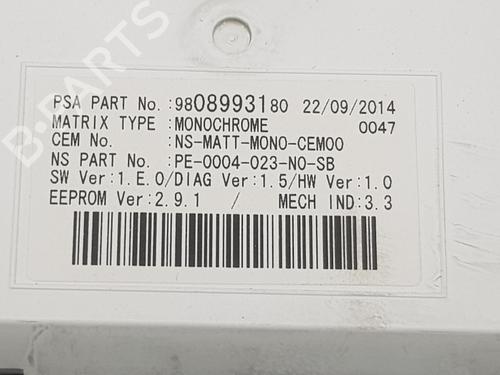 PSA PART No.:9808993180 22/09/2014
MATRIX TYPE :MONOCHROME 0047
CEM No. :NS-MATT-MONO-CEM00
NS PART No. :PE-0004-023-N0-SB
SW Ver:1.E.0/DIAG Ver:1.5/HW Ver:1.0
EEPROM Ver:2.9.1 / MECH IND:3.3